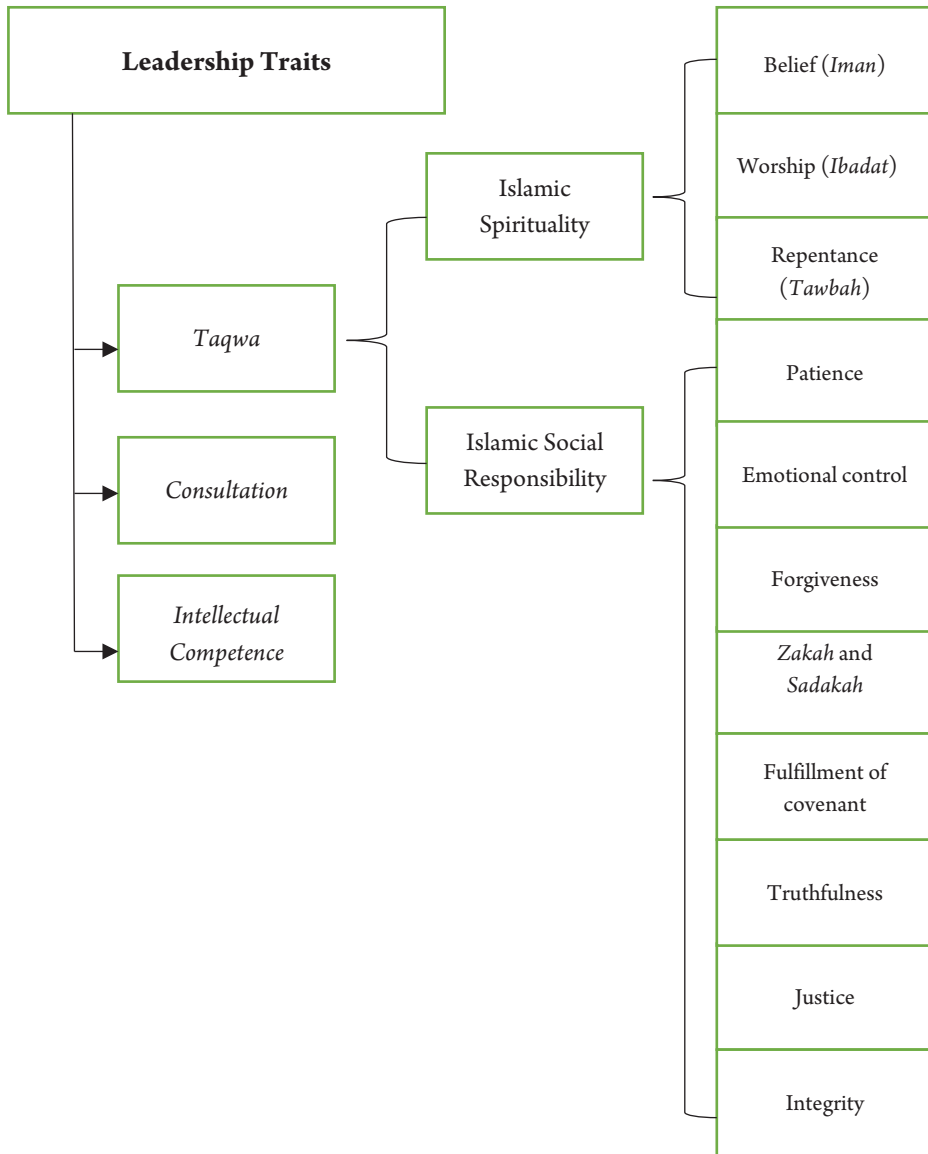 Leadership Traits
Taqwa
Consultation
Intellectual
Competence
Islamic
Spirituality
Islamic Social
Responsibility
Belief (Iman)
Worship (Ibadat)
Repentance
(Tawbah)
Patience
Emotional control
Forgiveness
Zakah and
Sadakah
Fulfillment of
covenant
Truthfulness
Justice
Integrity